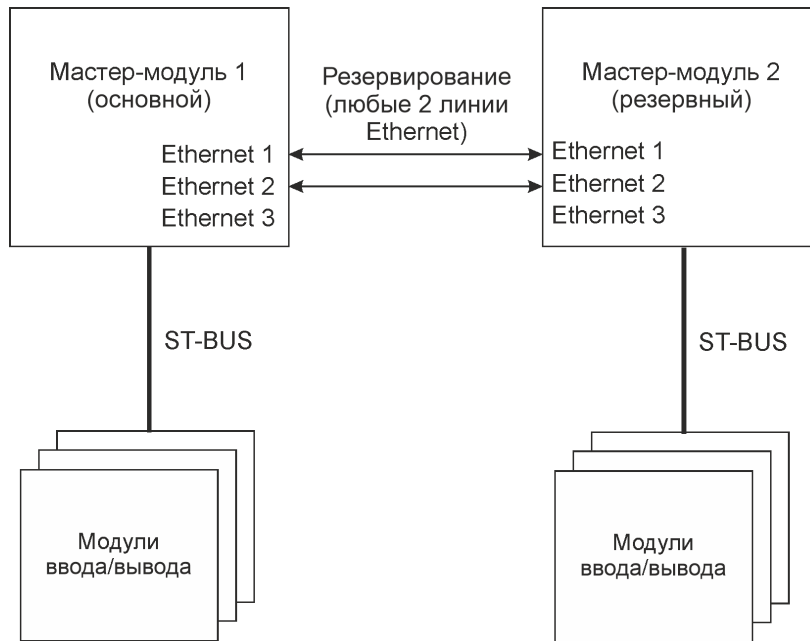 Мастер-модуль 1
(основной)
Ethernet 1
Ethernet 2
Ethernet 3
Резервирование
(любые 2 линии
Ethernet)
Мастер-модуль 2
(резервный)
Ethernet 1
Ethernet 2
Ethernet 3
ST-BUS
ST-BUS
Модули
ввода/вывода
Модули
ввода/вывода